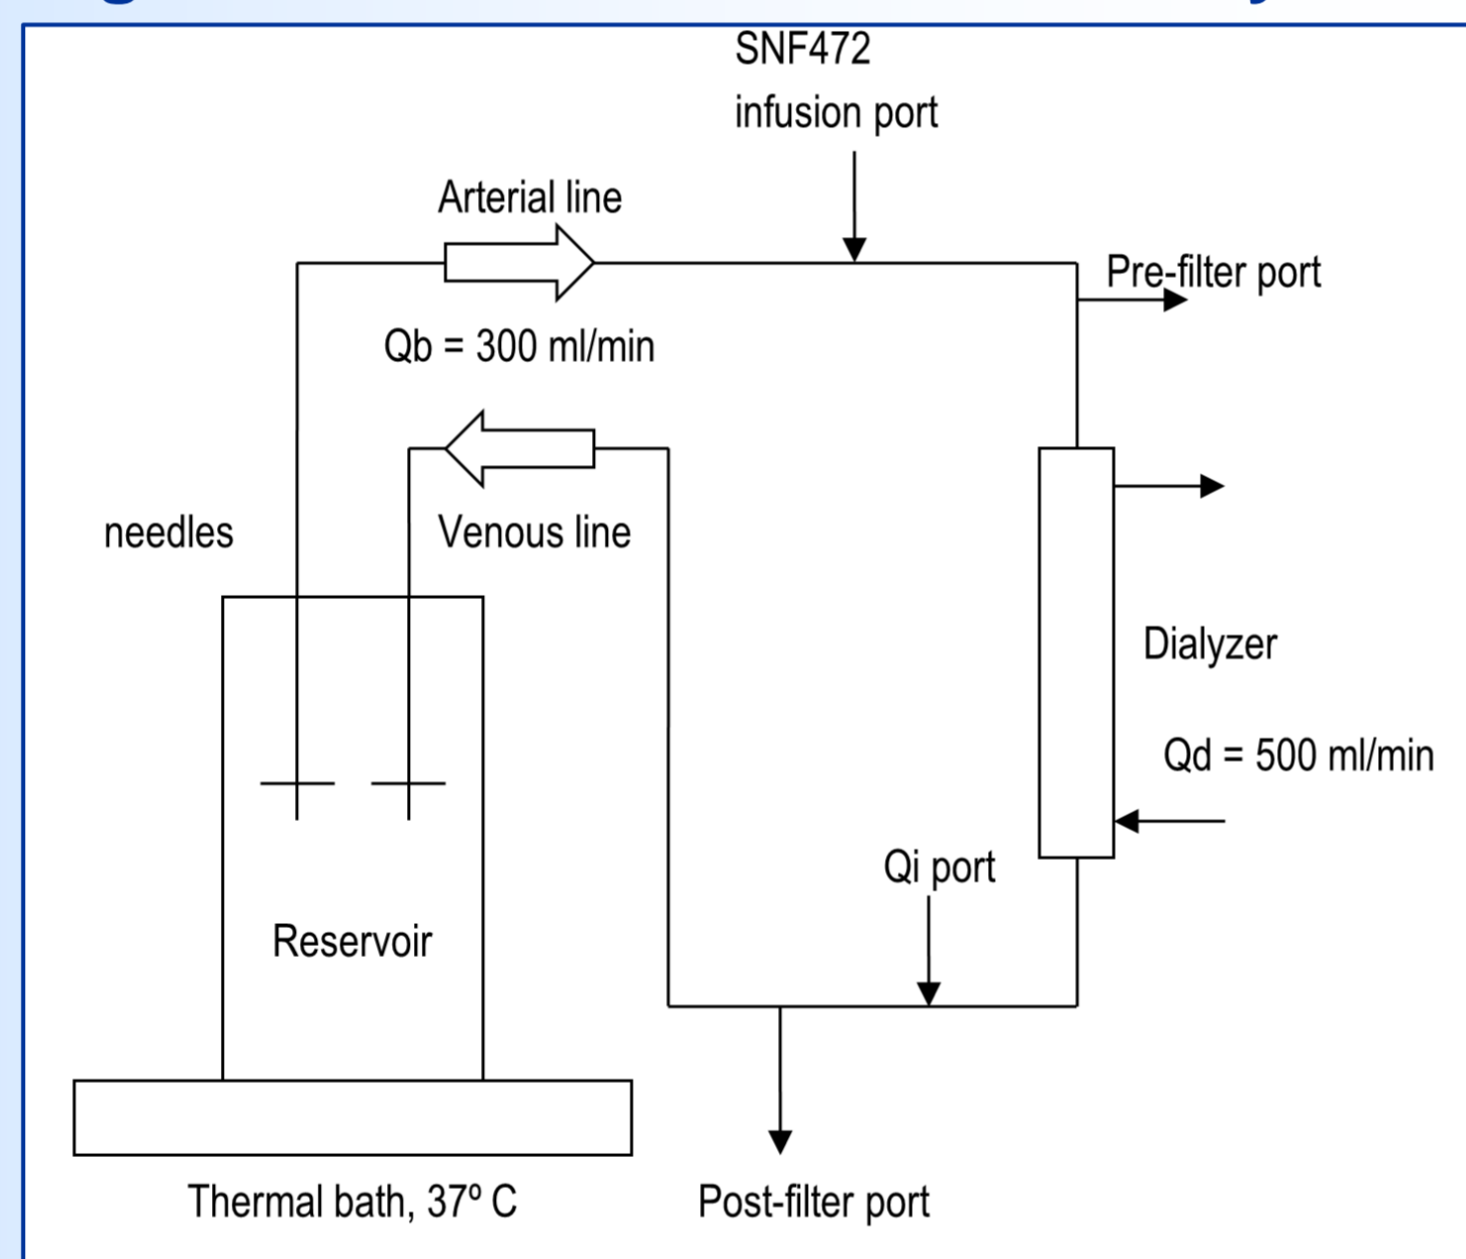 SNF472
infusion port
Arterial line
Pre-filter port
Qb = 300 ml/min
needles
Venous line
Dialyzer
Qd = 500 ml/min
Qi port
Reservoir
Thermal bath, 37º C
Post-filter port